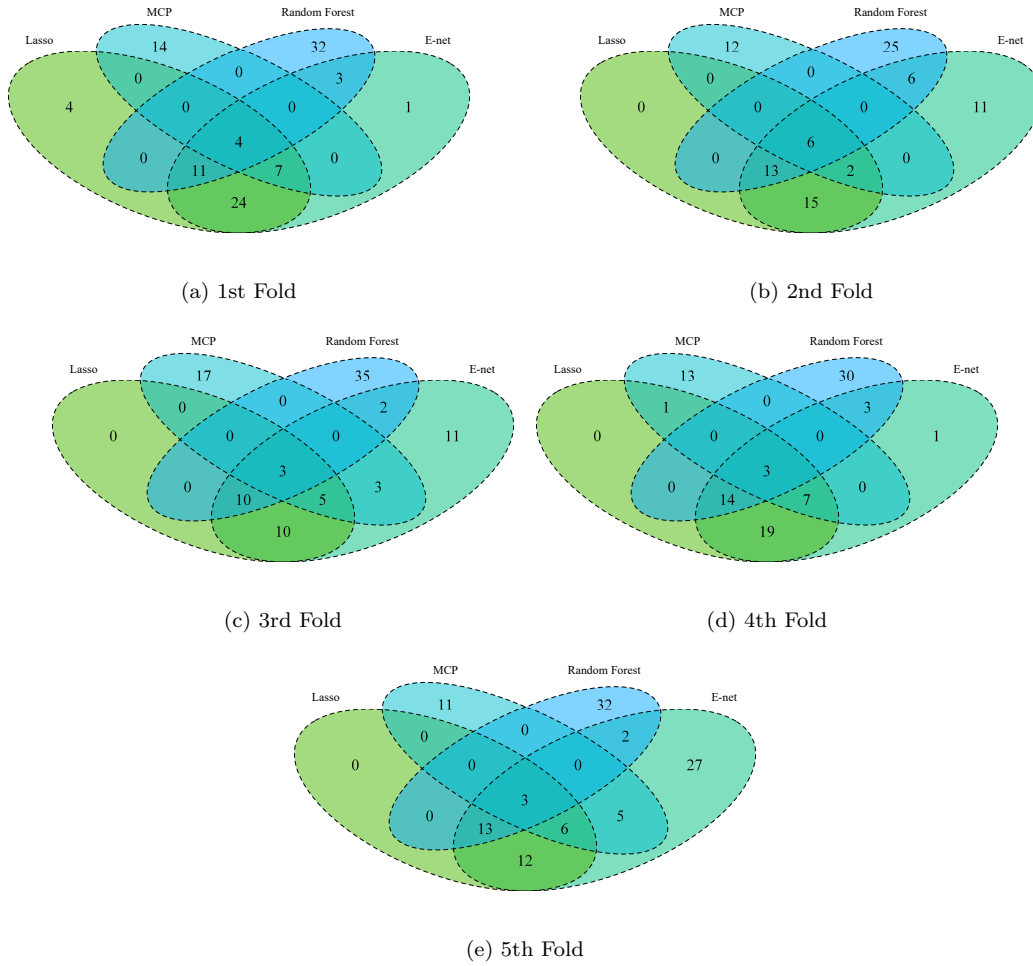 MCP Random Forest
Lasso E-net
14 32
0 0 3
4 0 0 1
4
0 11 7 0
24
(a) 1st Fold
MCP Random Forest
Lasso E-net
12 25
0 0 6
0 0 0 11
6
0 13 2 0
15
(b) 2nd Fold
MCP Random Forest
Lasso E-net
17 35
0 0 2
0 0 0 11
3
0 10 5 3
10
(c) 3rd Fold
MCP Random Forest
Lasso E-net
13 30
1 0 3
0 0 0 1
3
0 14 7 0
19
(d) 4th Fold
MCP Random Forest
Lasso E-net
11 32
0 0 2
0 0 0 27
3
0 13 6 5
12
(e) 5th Fold